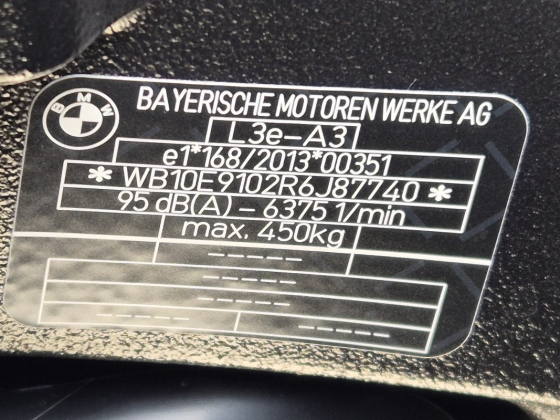 BMW
BAYERISCHE MOTOREN WERKE AG
L3e-A3
e1*168/2013*00351
* WB10E9102R6J87740 *
95 dB(A) - 6375 1/min
max. 450kg
-----
-----
-----
----- -----